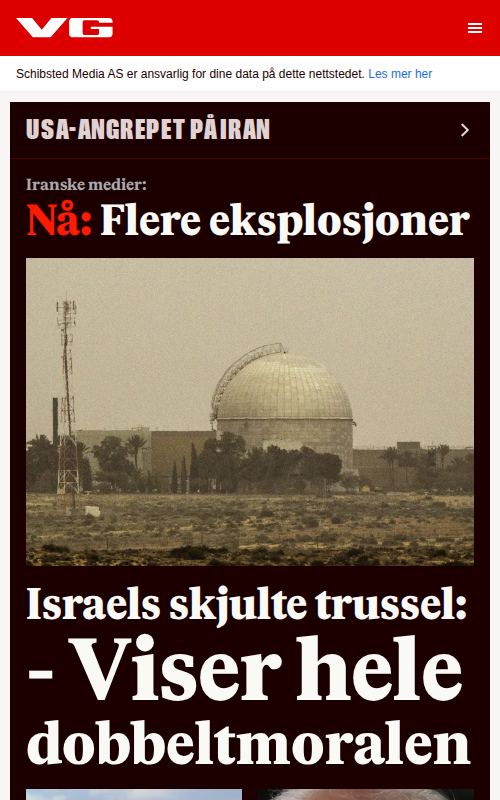 VG
Schibsted Media AS er ansvarlig for dine data på dette nettstedet. Les mer her
USA-ANGREPET PÅ IRAN
Iranske medier:
Nå: Flere eksplosjoner
Israels skjulte trussel:
- Viser hele
dobbeltmoralen